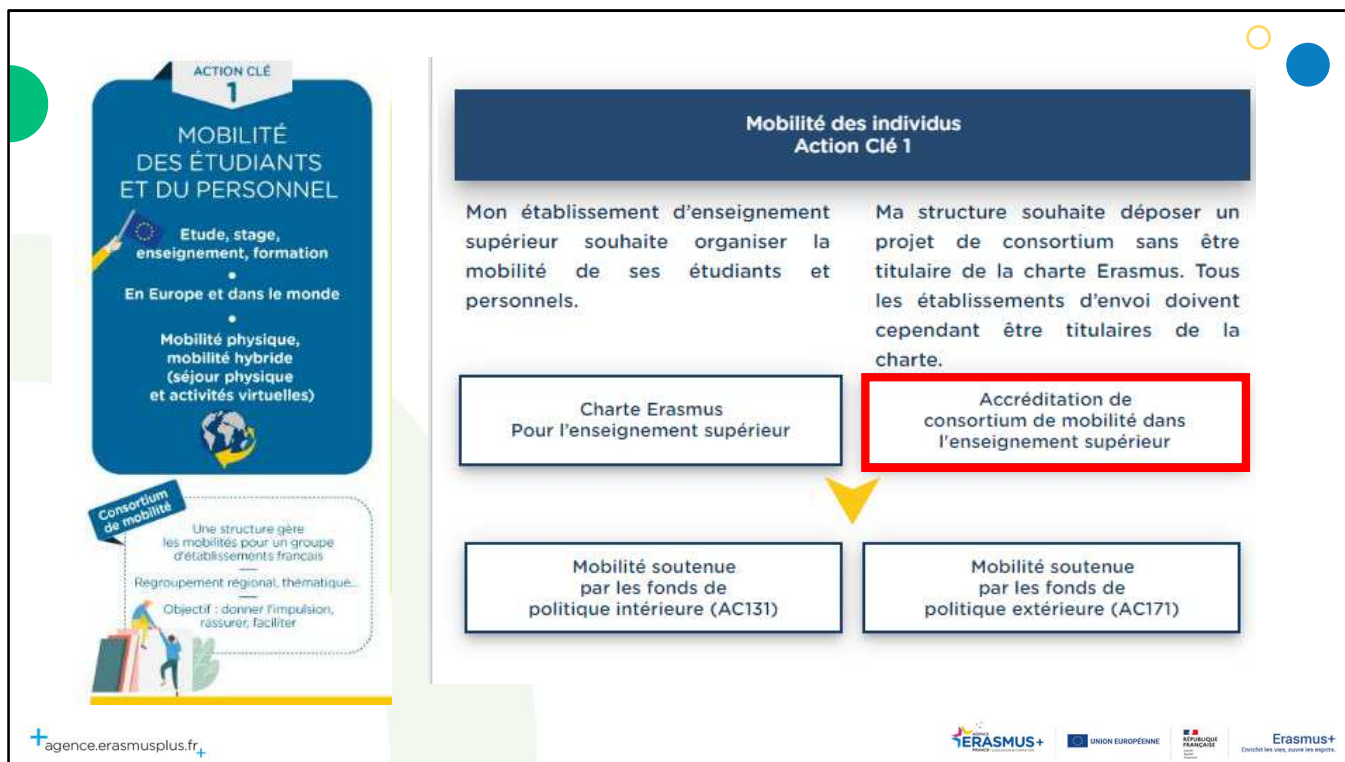 ACTION CLÉ
1
MOBILITÉ
DES ÉTUDIANTS
ET DU PERSONNEL
Etude, stage,
enseignement, formation
En Europe et dans le monde
Mobilité physique,
mobilité hybride
(séjour physique
et activités virtuelles)
Consortium
de mobilité
Une structure gère
les mobilités pour un groupe
d'établissements français
Regroupement régional, thématique...
Objectif : donner l'impulsion,
rassurer, faciliter
Mobilité des individus
Action Clé 1
Mon établissement d'enseignement
supérieur souhaite organiser la
mobilité de ses étudiants et
personnels.
Ma structure souhaite déposer un
projet de consortium sans être
titulaire de la charte Erasmus. Tous
les établissements d'envoi doivent
cependant être titulaires de la
charte.
Charte Erasmus
Pour l'enseignement supérieur
Accréditation de
consortium de mobilité dans
l'enseignement supérieur
Mobilité soutenue
par les fonds de
politique intérieure (AC131)
Mobilité soutenue
par les fonds de
politique extérieure (AC171)
agence.erasmusplus.fr
AGENCE
ERASMUS+
UNION EUROPÉENNE
RÉPUBLIQUE
FRANÇAISE
Erasmus+
Enrichit les vies, ouvre les esprits.